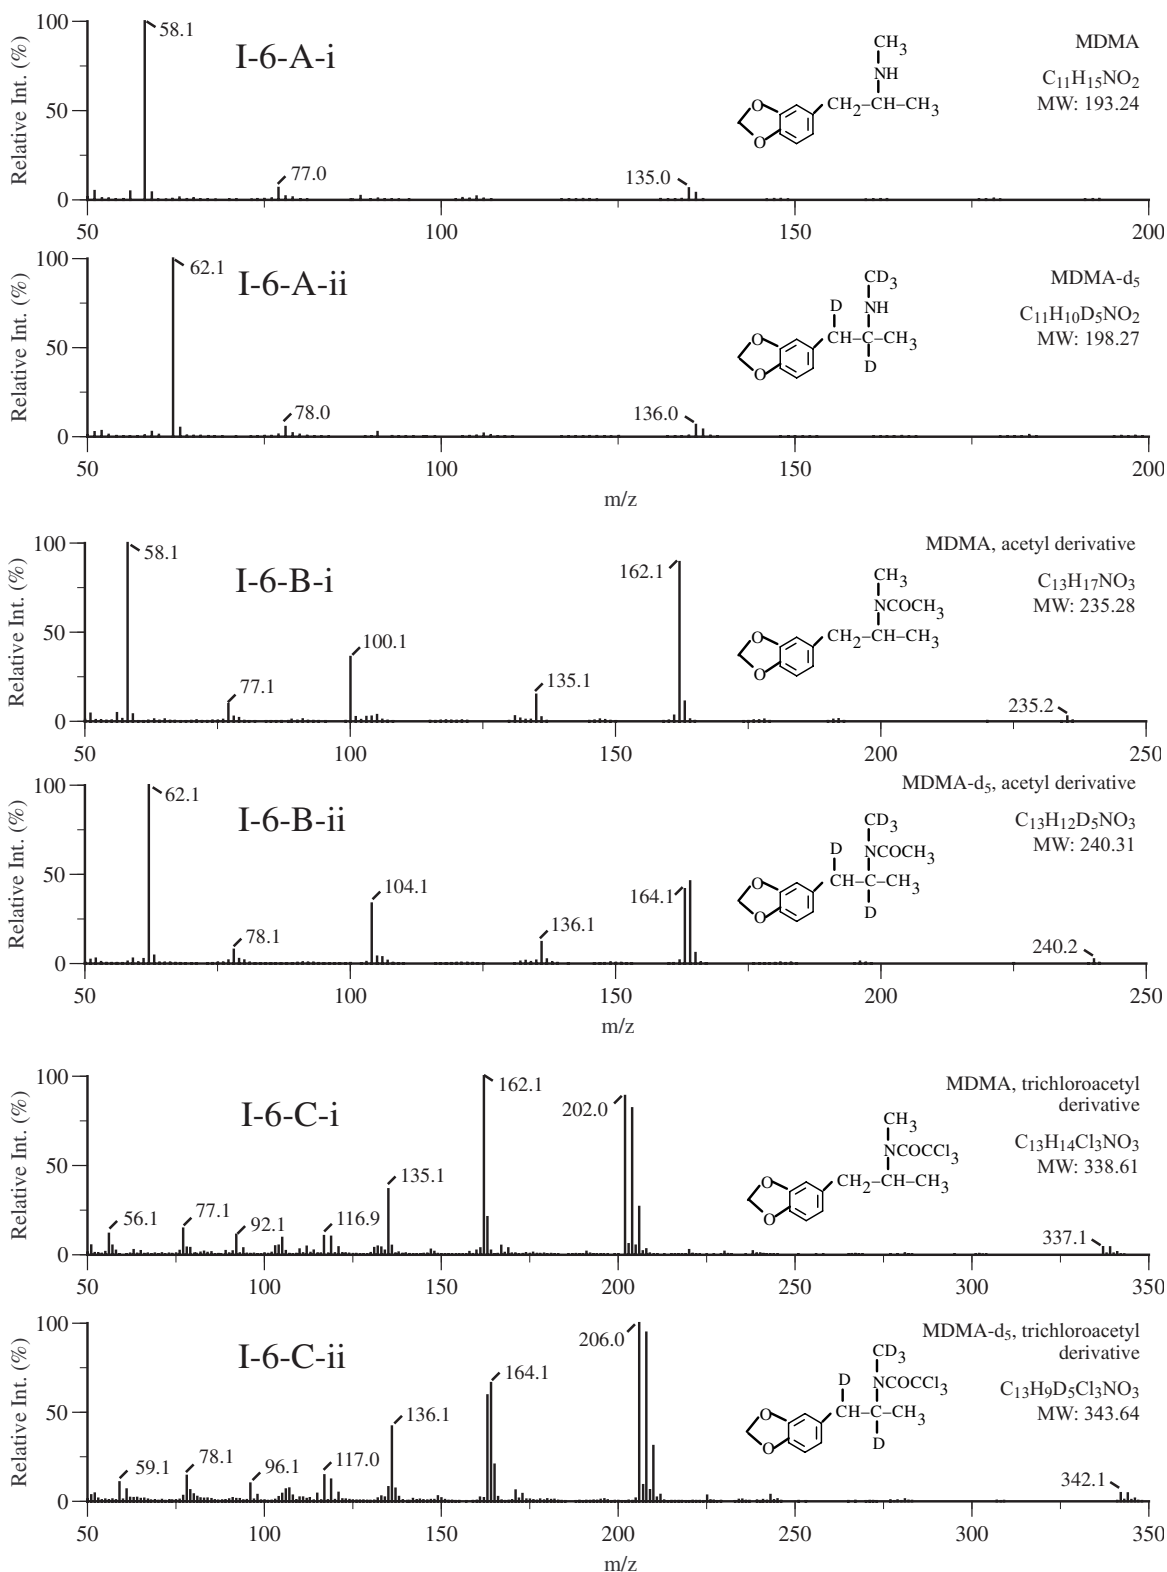 Relative Int. (%)
100
50
0
58.1
I-6-A-i
77.0
135.0
CH3
NH
CH2–CH–CH3
O
O
MDMA
C11H15NO2
MW: 193.24
50
100
150
200
Relative Int. (%)
100
50
0
62.1
I-6-A-ii
78.0
136.0
CD3
D
NH
CH–C–CH3
D
O
O
MDMA-d5
C11H10D5NO2
MW: 198.27
50
100
150
200
m/z
Relative Int. (%)
100
50
0
58.1
I-6-B-i
77.1
100.1
135.1
162.1
235.2
MDMA, acetyl derivative
CH3
NCOCH3
CH2–CH–CH3
O
O
C13H17NO3
MW: 235.28
50
100
150
200
250
Relative Int. (%)
100
50
0
62.1
I-6-B-ii
78.1
104.1
136.1
164.1
240.2
MDMA-d5, acetyl derivative
CD3
D
NCOCH3
CH–C–CH3
D
O
O
C13H12D5NO3
MW: 240.31
50
100
150
200
250
m/z
Relative Int. (%)
100
50
0
I-6-C-i
56.1
77.1
92.1
116.9
135.1
162.1
202.0
337.1
MDMA, trichloroacetyl
derivative
CH3
NCOCCl3
CH2–CH–CH3
O
O
C13H14Cl3NO3
MW: 338.61
50
100
150
200
250
300
350
Relative Int. (%)
100
50
0
I-6-C-ii
59.1
78.1
96.1
117.0
136.1
164.1
206.0
342.1
MDMA-d5, trichloroacetyl
derivative
CD3
D
NCOCCl3
CH–C–CH3
D
O
O
C13H9D5Cl3NO3
MW: 343.64
50
100
150
200
250
300
350
m/z